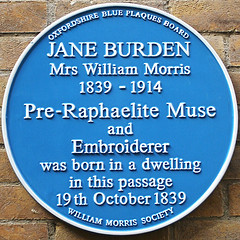 OXFORDSHIRE BLUE PLAQUES BOARD
JANE BURDEN
Mrs William Morris
1839 - 1914
Pre-Raphaelite Muse
and
Embroiderer
was born in a dwelling
in this passage
19th October 1839
WILLIAM MORRIS SOCIETY